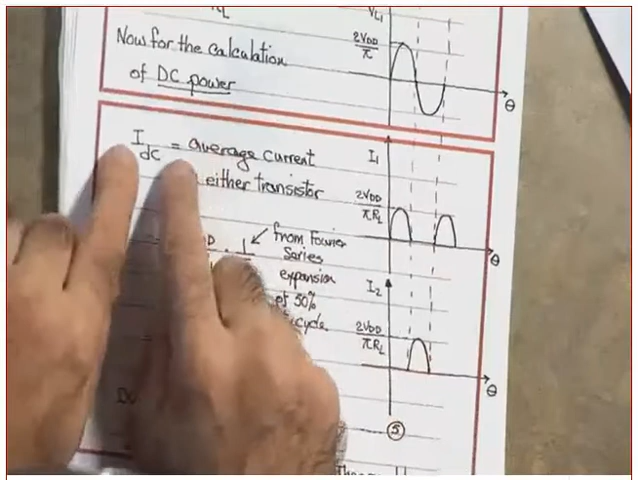 Now for the calculation
of DC power
2VDD
π
θ
Idc = average current
either transistor
from Fourier
Series
expansion
of 50%
I1
2VDD
πRL
θ
I2
2VDD
πRL
θ
5